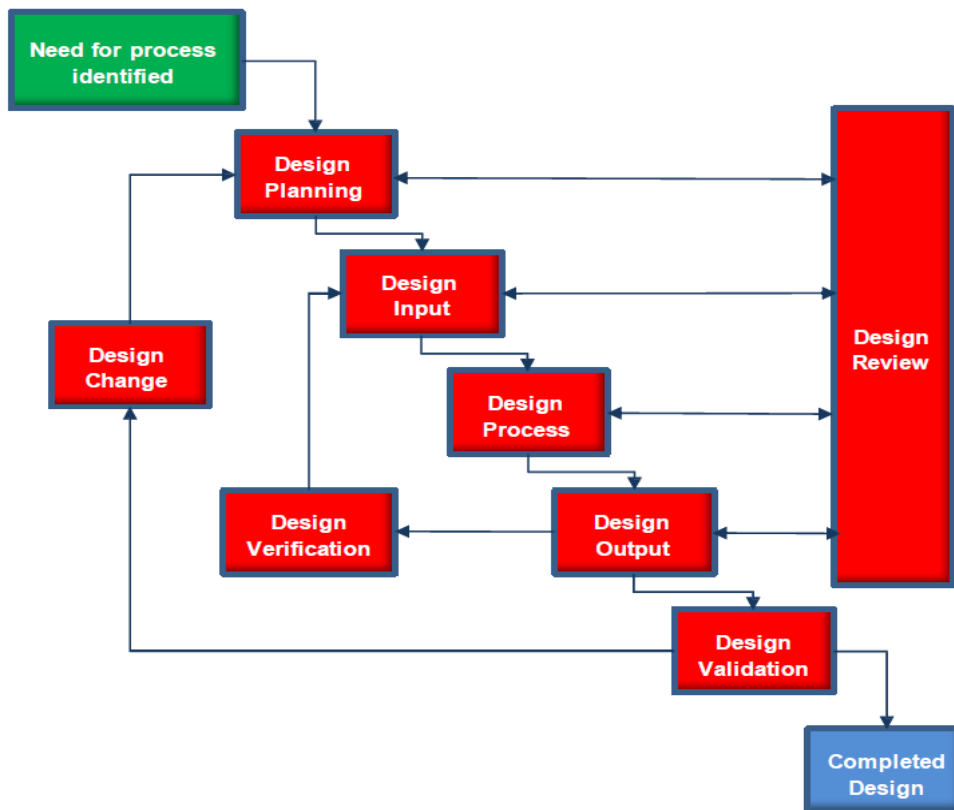 Need for process
identified
Design
Planning
Design
Input
Design
Review
Design
Change
Design
Process
Design
Verification
Design
Output
Design
Validation
Completed
Design